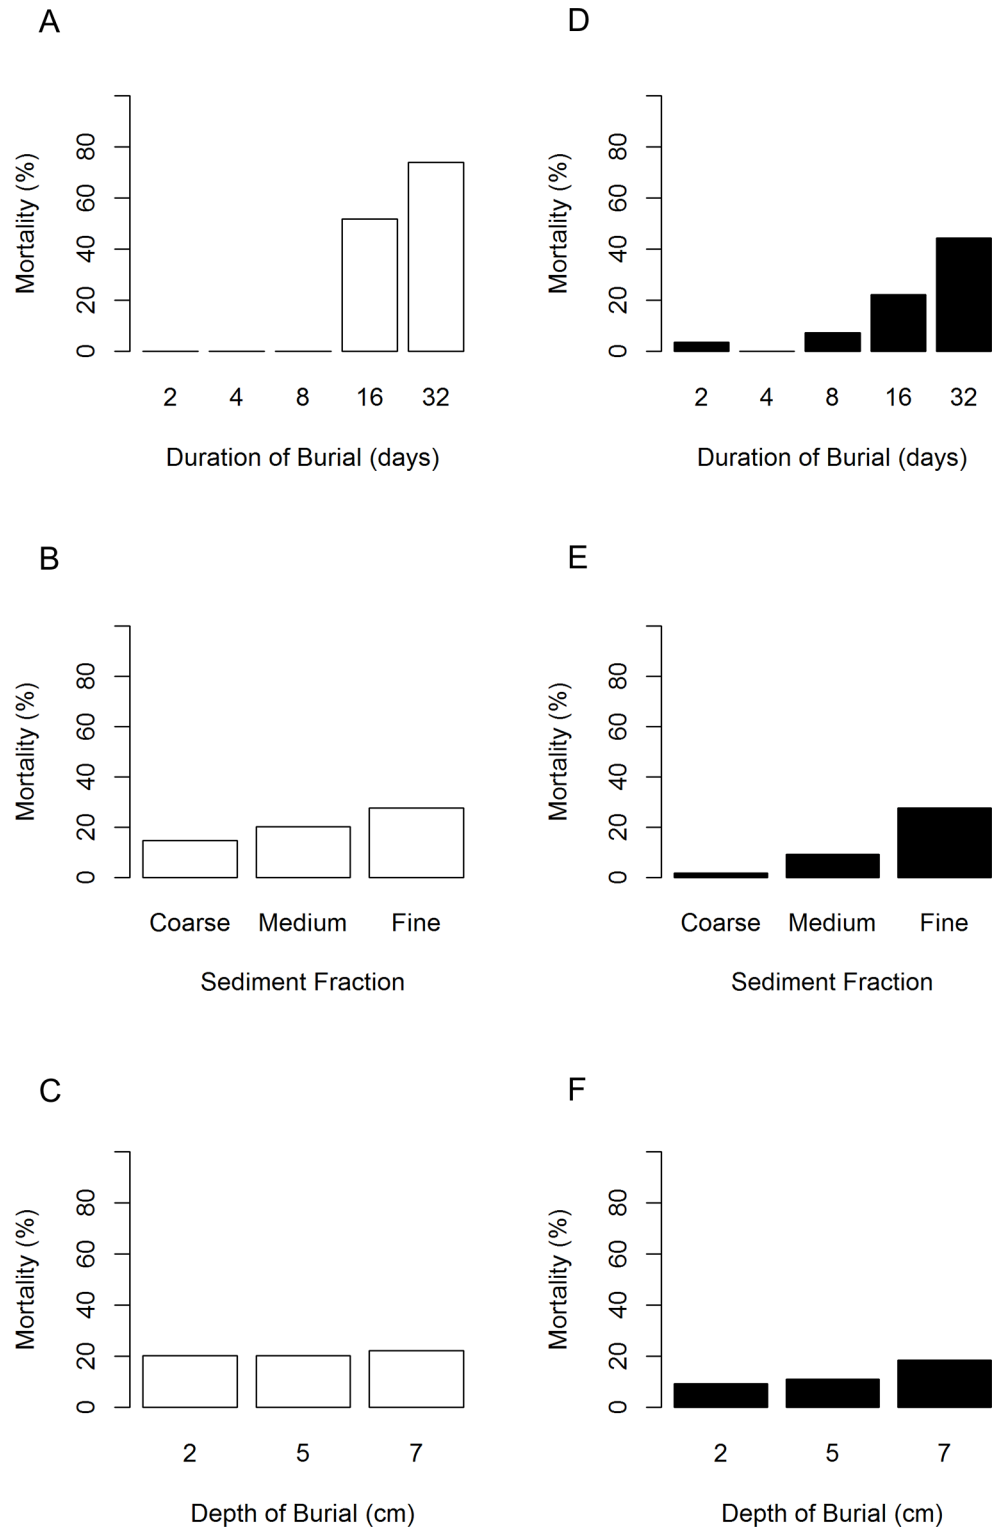 A
Mortality (%)
0 20 40 60 80
2 4 8 16 32
Duration of Burial (days)
D
Mortality (%)
0 20 40 60 80
2 4 8 16 32
Duration of Burial (days)
B
Mortality (%)
0 20 40 60 80
Coarse Medium Fine
Sediment Fraction
E
Mortality (%)
0 20 40 60 80
Coarse Medium Fine
Sediment Fraction
C
Mortality (%)
0 20 40 60 80
2 5 7
Depth of Burial (cm)
F
Mortality (%)
0 20 40 60 80
2 5 7
Depth of Burial (cm)